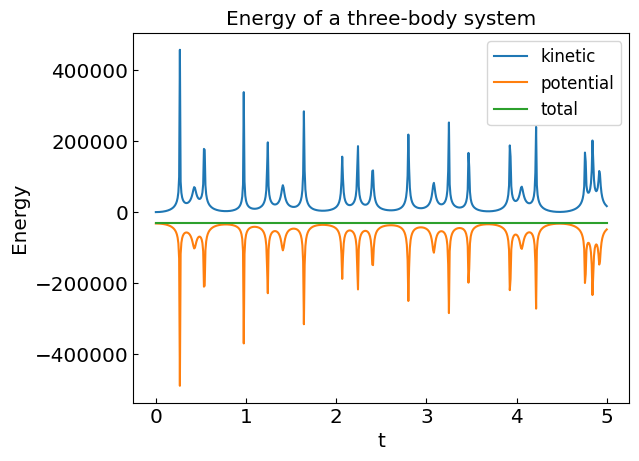 Energy of a three-body system
kinetic
potential
total
400000
200000
0
−200000
−400000
Energy
0 1 2 3 4 5
t